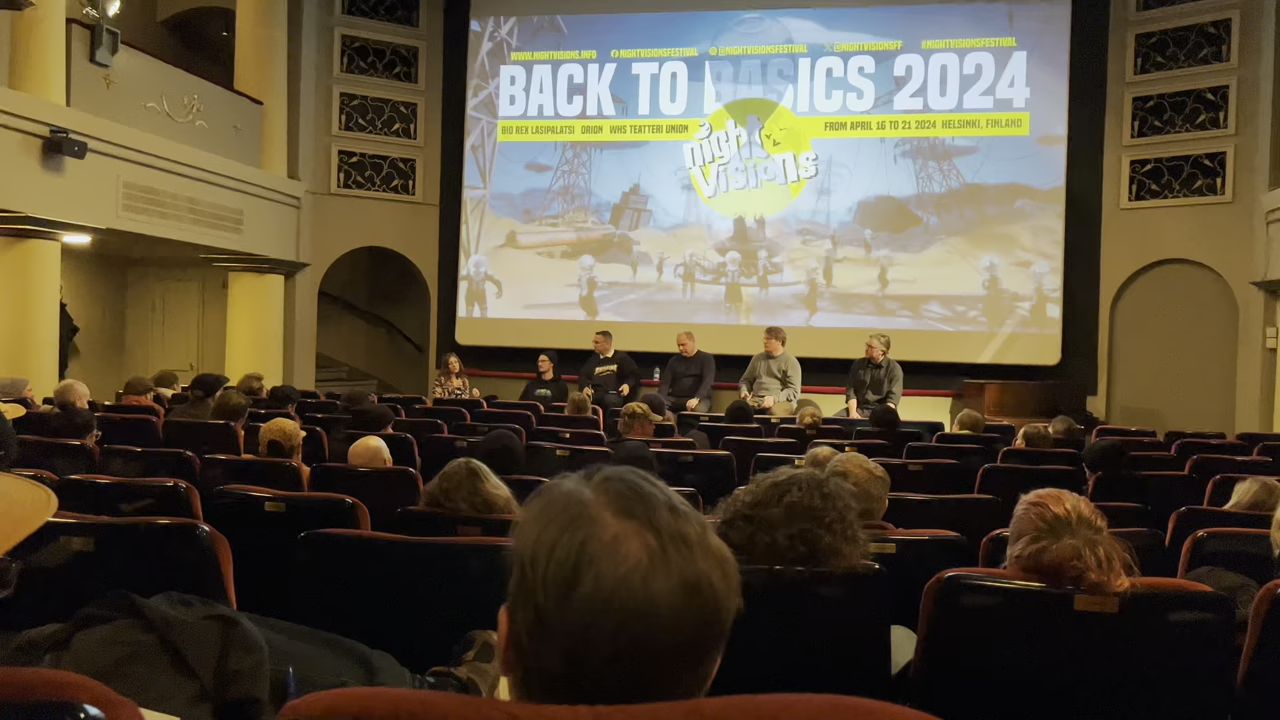 WWW.NIGHTVISIONS.INFO NIGHTVISIONSFESTIVAL @NIGHTVISIONSFESTIVAL @NIGHTVISIONSFF #NIGHTVISIONSFESTIVAL
BACK TO BASICS 2024
BIO REX LASIPALATSI ORION WHS TEATTERI UNION FROM APRIL 16 TO 21 2024 HELSINKI, FINLAND
night
visions